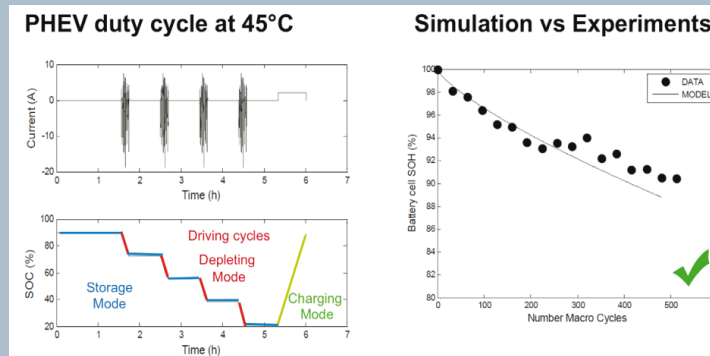 PHEV duty cycle at 45°C
Simulation vs Experiments
10
0
-10
-20
Current (A)
0 1 2 3 4 5 6 7
Time (h)
100
80
60
40
20
SOC (%)
Driving cycles
Depleting
Mode
Storage
Mode
Charging
Mode
0 1 2 3 4 5 6 7
Time (h)
100
98
96
94
92
90
88
86
84
82
80
Battery cell SOH (%)
DATA
MODEL
0 100 200 300 400 500
Number Macro Cycles